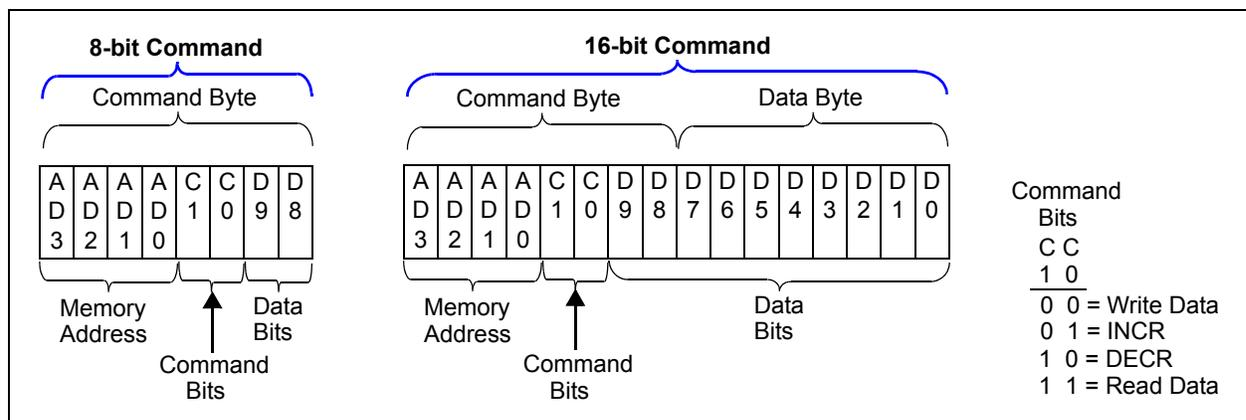 8-bit Command
Command Byte
A A A A C C D D
D D D D 1 0 9 8
3 2 1 0
Memory
Address
Data
Bits
Command
Bits
16-bit Command
Command Byte
Data Byte
A A A A C C D D D D D D D D D D
D D D D 1 0 9 8 7 6 5 4 3 2 1 0
3 2 1 0
Memory
Address
Data
Bits
Command
Bits
Command
Bits
C C
1 0
0 0 = Write Data
0 1 = INCR
1 0 = DECR
1 1 = Read Data